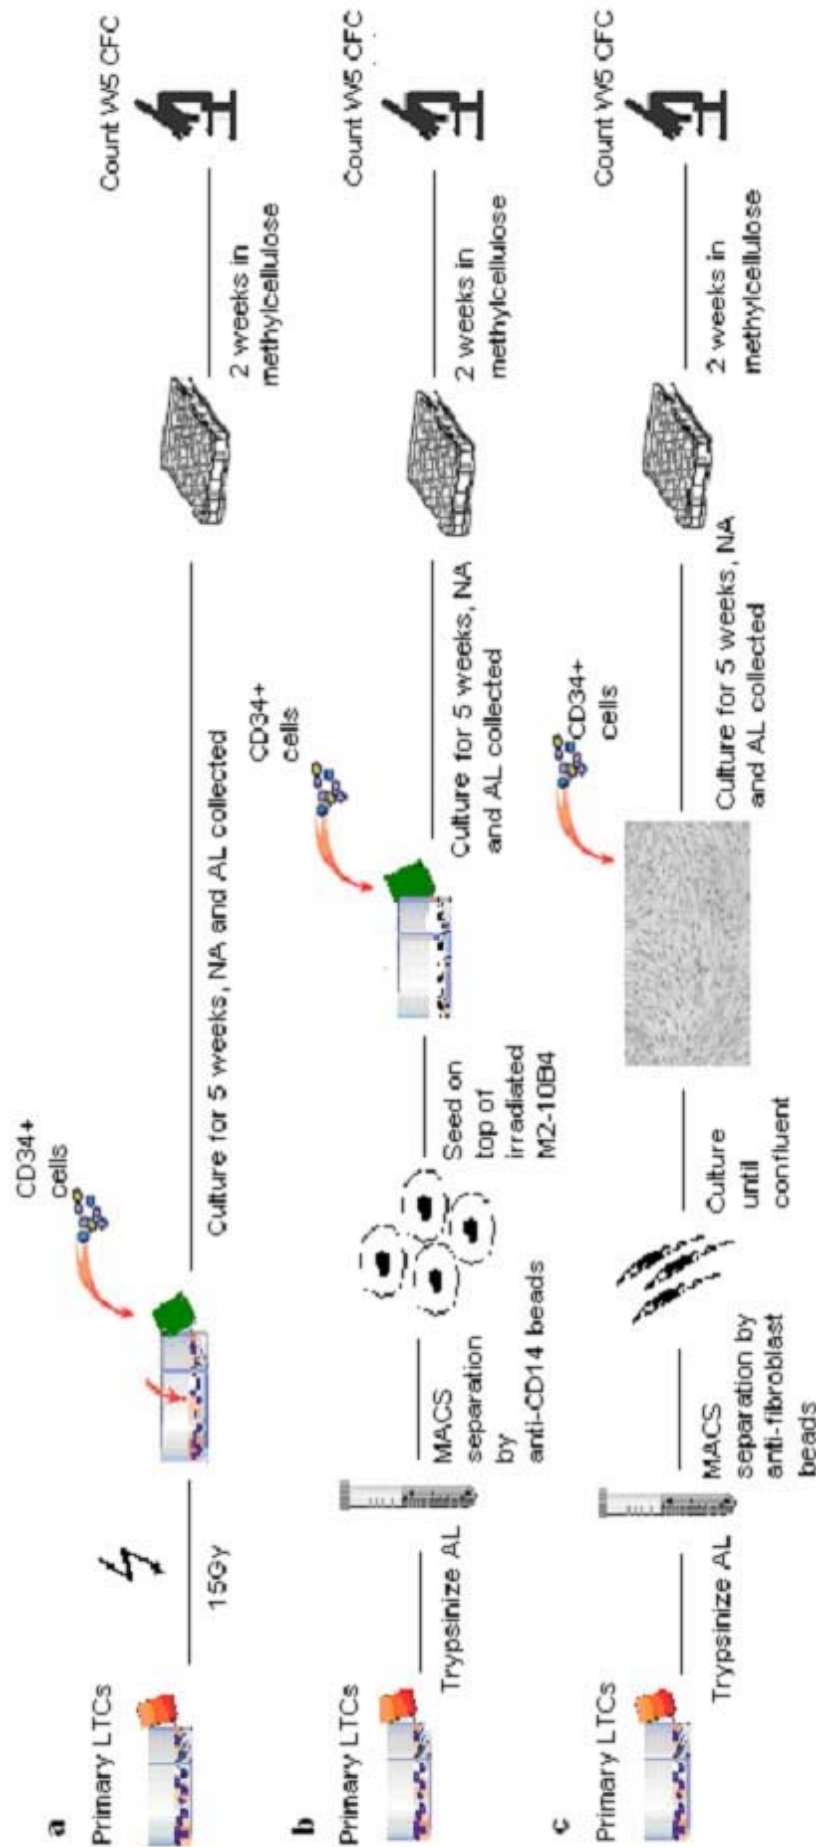 a
Primary LTCs
15Gy
CD34+
cells
Culture for 5 weeks, NA and AL collected
2 weeks in
methylcellulose
Count W5 CFC
b
Primary LTCs
Trypsinize AL
MACS
separation
by
anti-CD14 beads
Seed on
top of
irradiated
M2-10B4
CD34+
cells
Culture for 5 weeks, NA
and AL collected
2 weeks in
methylcellulose
Count W5 CFC
c
Primary LTCs
Trypsinize AL
MACS
separation by
anti-fibroblast
beads
Culture
until
confluent
CD34+
cells
Culture for 5 weeks, NA
and AL collected
2 weeks in
methylcellulose
Count W5 CFC